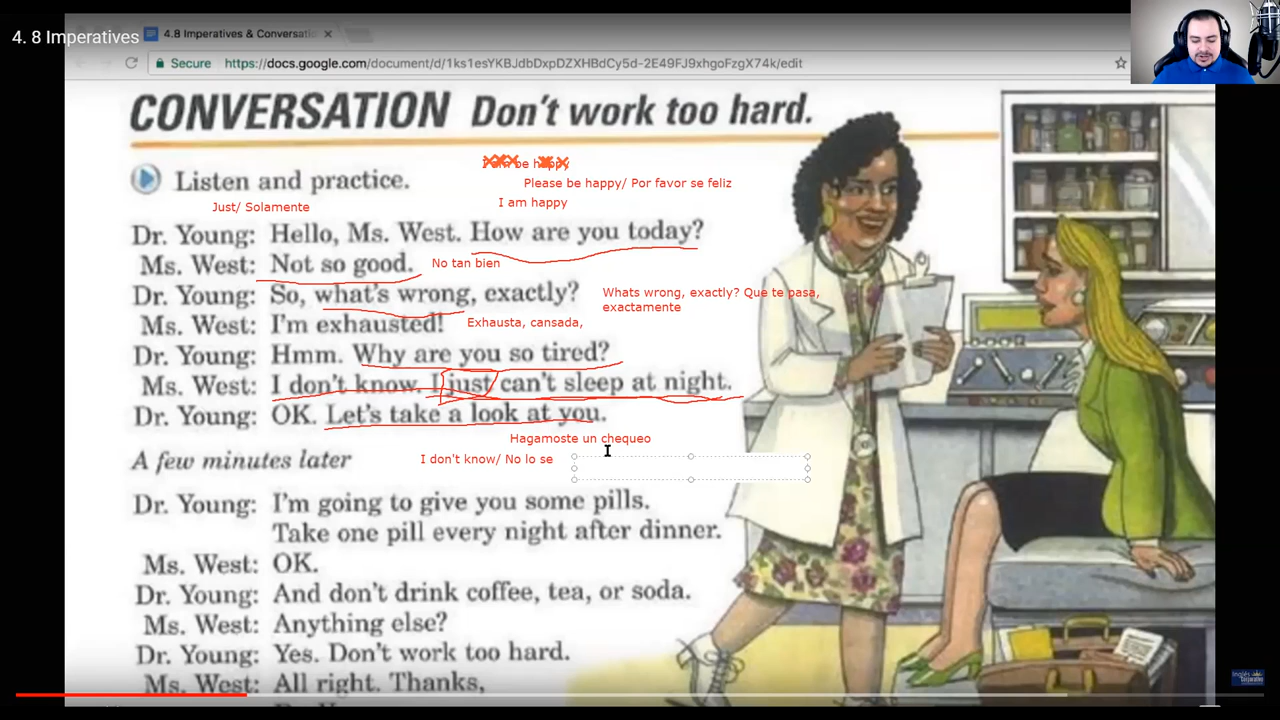 4. 8 Imperatives
4.8 Imperatives & Conversati
Secure https://docs.google.com/document/d/1ks1esYRtUdbDxpDZXHBdCy5d-2E49FJ9xhgoFzgX74k/edit
CONVERSATION Don't work too hard.
I am be happy
Listen and practice.
Please be happy/ Por favor se feliz
I am happy
Just/ Solamente
Dr. Young: Hello, Ms. West. How are you today?
Ms. West: Not so good. No tan bien
Dr. Young: So, what's wrong, exactly? Whats wrong, exactly? Que te pasa,
exactamente
Ms. West: I'm exhausted! Exhausta, cansada,
Dr. Young: Hmm. Why are you so tired?
Ms. West: I don't know. I just can't sleep at night.
Dr. Young: OK. Let's take a look at you.
Hagamoste un chequeo
A few minutes later I don't know/ No lo se
Dr. Young: I'm going to give you some pills.
Take one pill every night after dinner.
Ms. West: OK.
Dr. Young: And don't drink coffee, tea, or soda.
Ms. West: Anything else?
Dr. Young: Yes. Don't work too hard.
Ms. West: All right. Thanks,